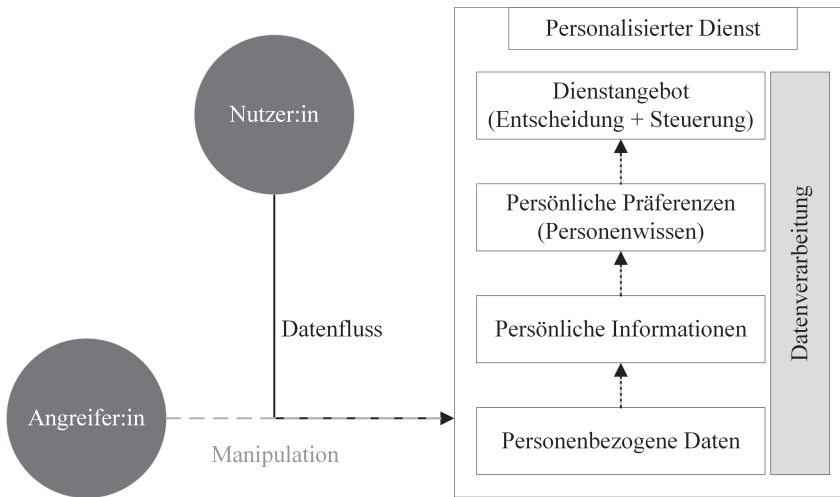 Personalisierter Dienst
Nutzer:in
Dienstangebot
(Entscheidung + Steuerung)
Persönliche Präferenzen
(Personenwissen)
Datenverarbeitung
Datenfluss
Persönliche Informationen
Angreifer:in
Manipulation
Personenbezogene Daten